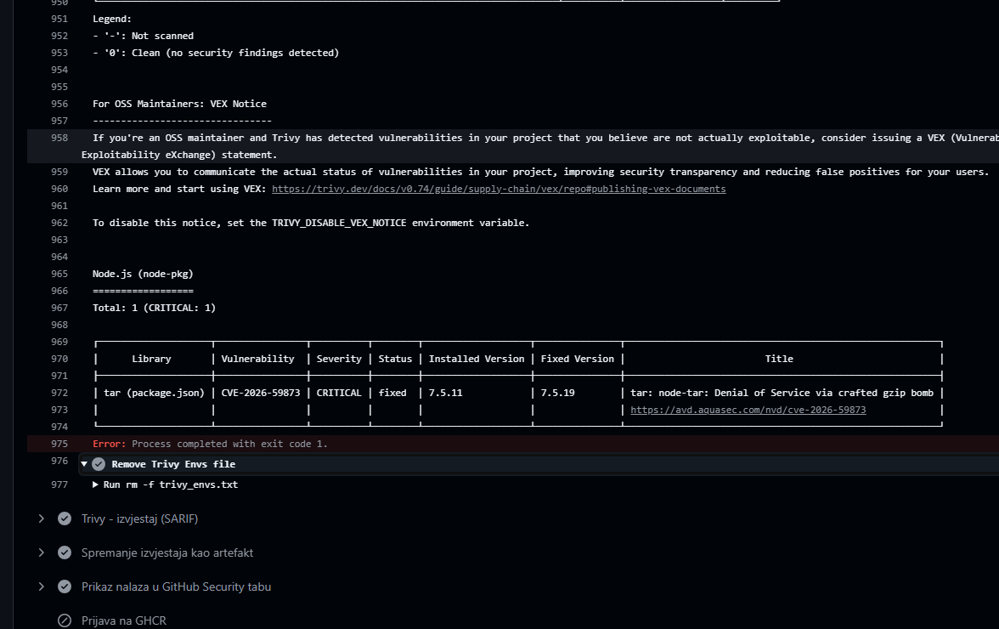 950
951 Legend:
952 - '-': Not scanned
953 - '0': Clean (no security findings detected)
954
955
956 For OSS Maintainers: VEX Notice
957 --------------------------------
958 If you're an OSS maintainer and Trivy has detected vulnerabilities in your project that you believe are not actually exploitable, consider issuing a VEX (Vulnerab
Exploitability eXchange) statement.
959 VEX allows you to communicate the actual status of vulnerabilities in your project, improving security transparency and reducing false positives for your users.
960 Learn more and start using VEX: https://trivy.dev/docs/v0.74/guide/supply-chain/vex/repo#publishing-vex-documents
961
962 To disable this notice, set the TRIVY_DISABLE_VEX_NOTICE environment variable.
963
964
965 Node.js (node-pkg)
966 ==================
967 Total: 1 (CRITICAL: 1)
968
969
970 Library Vulnerability Severity Status Installed Version Fixed Version Title
971
972 tar (package.json) CVE-2026-59873 CRITICAL fixed 7.5.11 7.5.19 tar: node-tar: Denial of Service via crafted gzip bomb
973 https://avd.aquasec.com/nvd/cve-2026-59873
974
975 Error: Process completed with exit code 1.
976 Remove Trivy Envs file
977 Run rm -f trivy_envs.txt
Trivy - izvjestaj (SARIF)
Spremanje izvjestaja kao artefakt
Prikaz nalaza u GitHub Security tabu
Prijava na GHCR